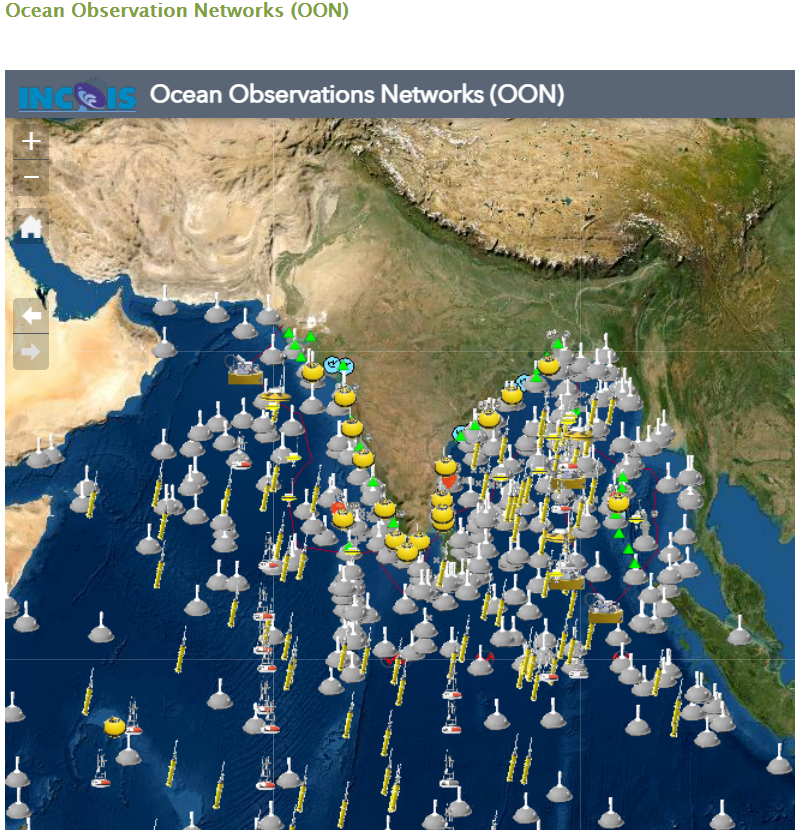 Ocean Observation Networks (OON)
INCOIS Ocean Observations Networks (OON)